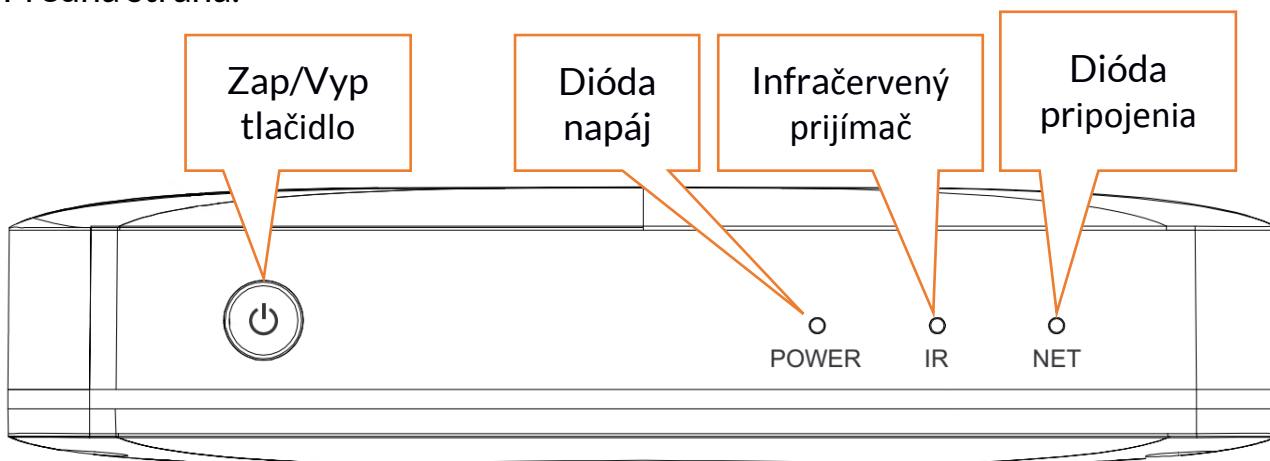 Zap/Vyp
tlačidlo
Dióda
napáj
Infračervený
prijímač
Dióda
pripojenia
POWER
IR
NET